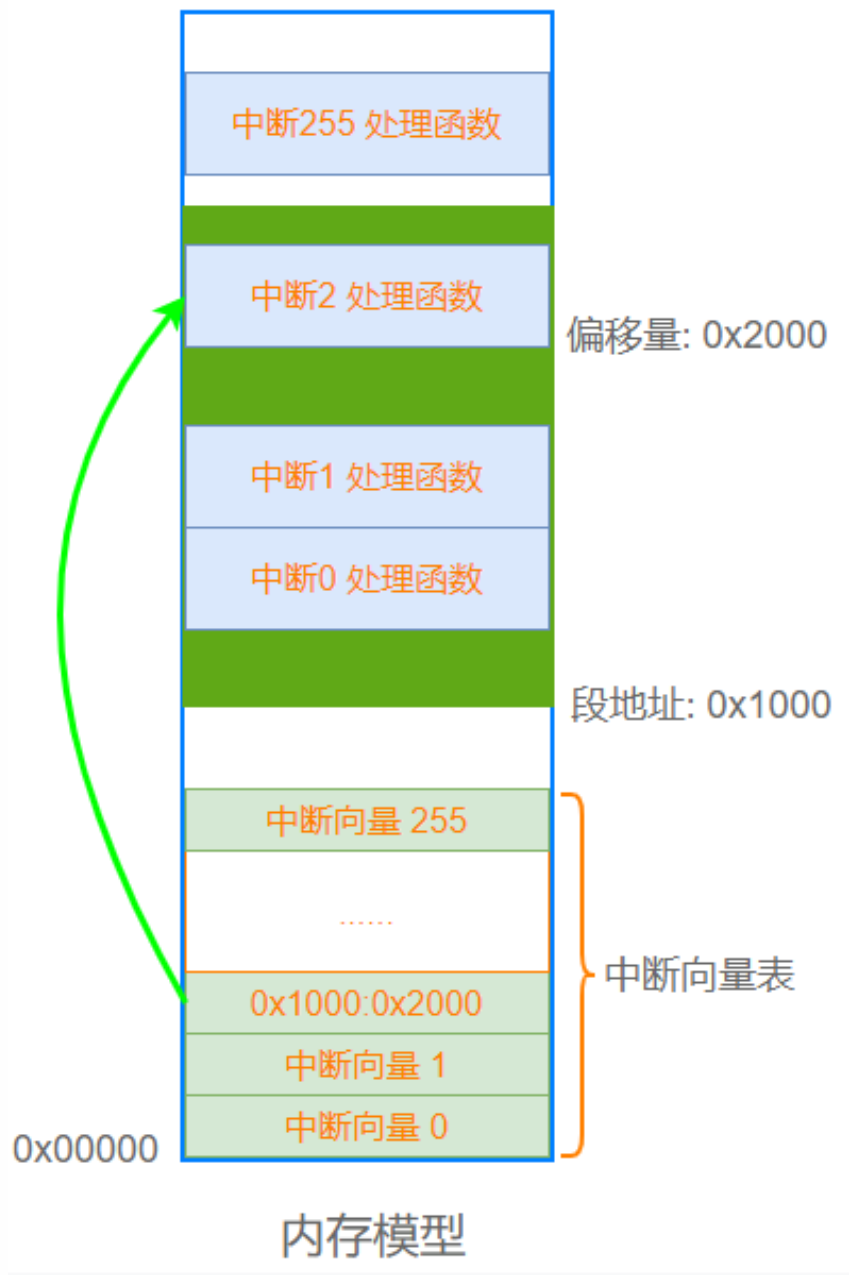 中断255 处理函数
中断2 处理函数
偏移量: 0x2000
中断1 处理函数
中断0 处理函数
段地址: 0x1000
中断向量 255
......
中断向量表
0x1000:0x2000
中断向量 1
中断向量 0
0x00000
内存模型